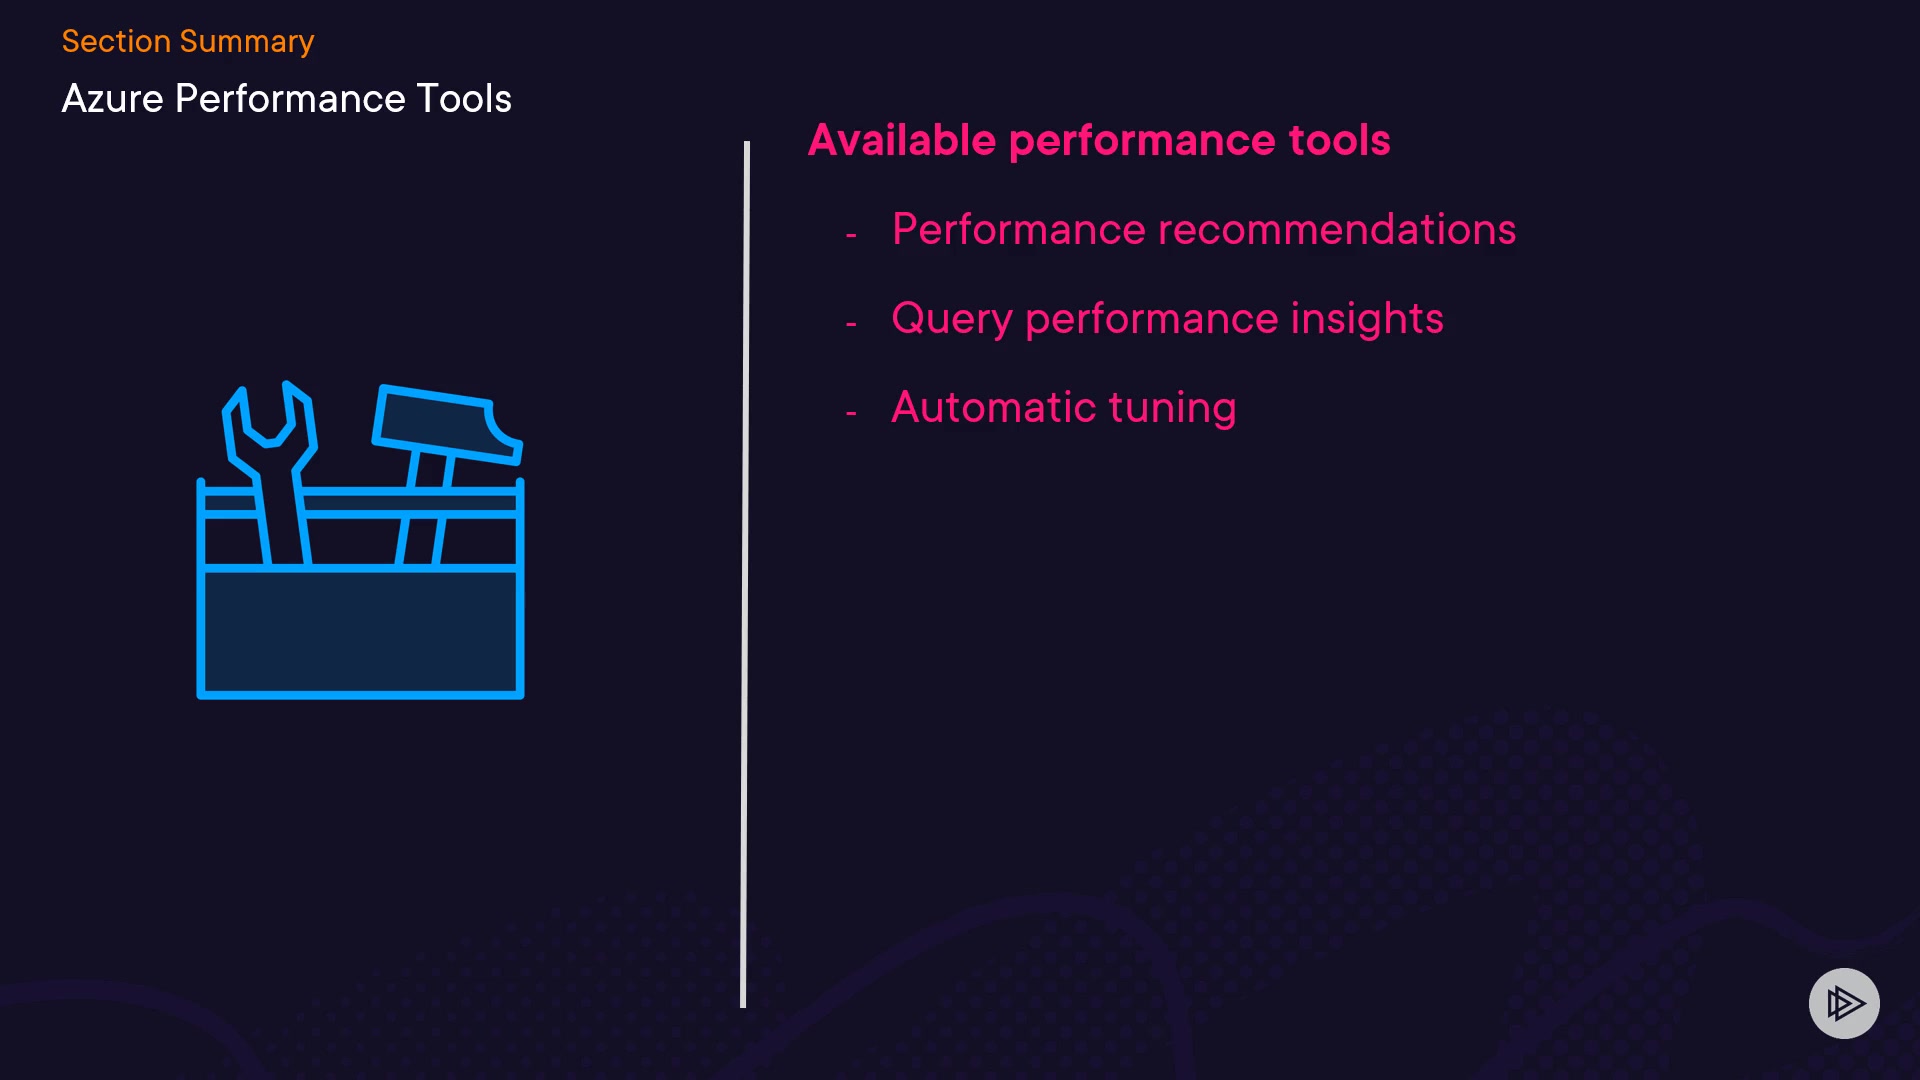 Section Summary
Azure Performance Tools
Available performance tools
- Performance recommendations
- Query performance insights
- Automatic tuning